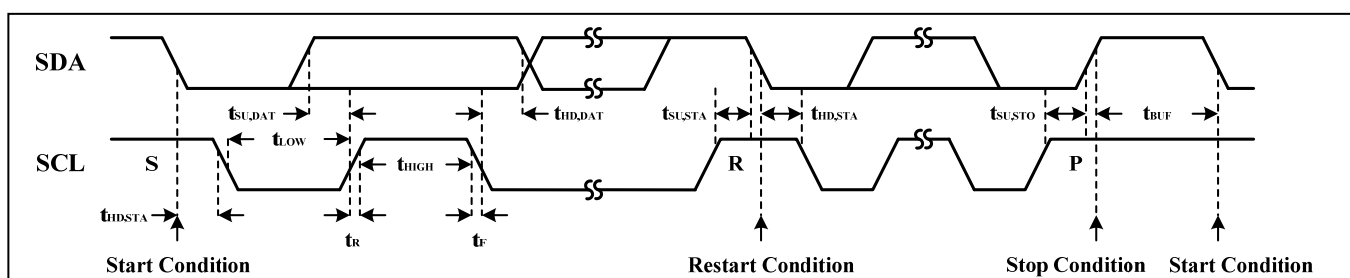 SDA
tSU,DAT tHD,DAT tSU,STA tHD,STA tSU,STO tBUF
tLOW
SCL S tHIGH R P
tHD,STA
tR tF
Start Condition Restart Condition Stop Condition Start Condition